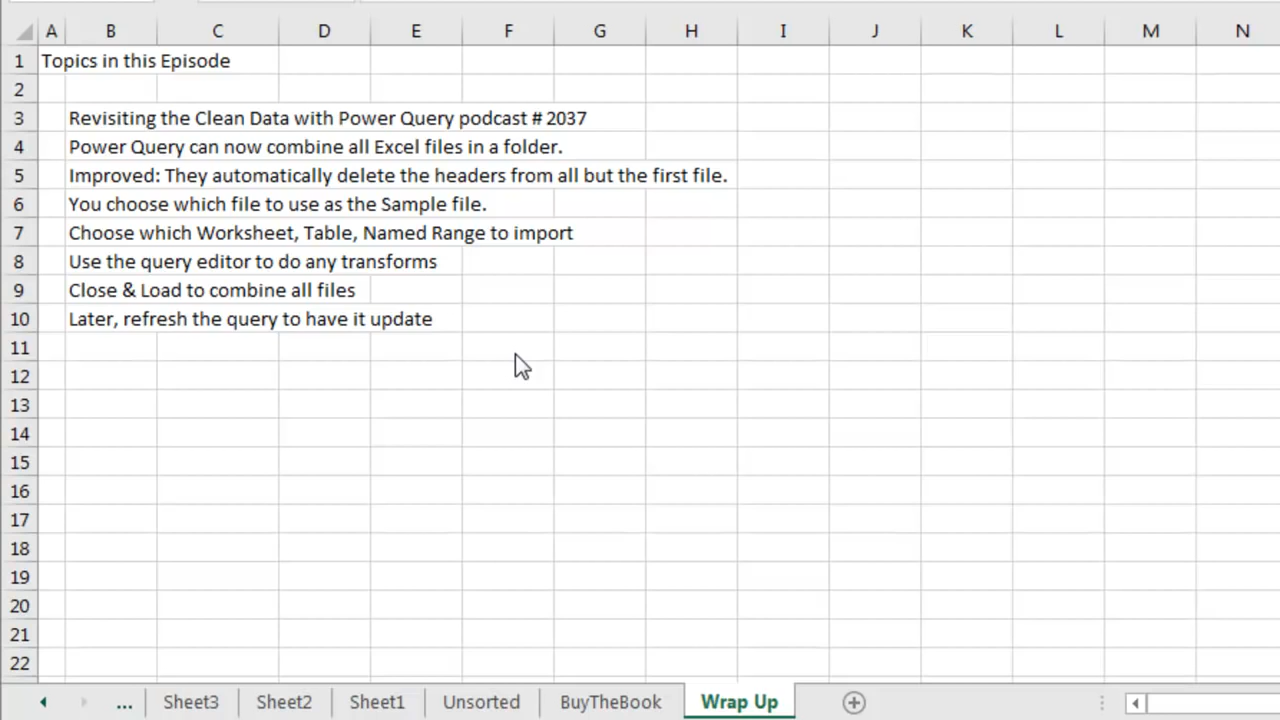 A B C D E F G H I J K L M N
1 Topics in this Episode
2
3 Revisiting the Clean Data with Power Query podcast # 2037
4 Power Query can now combine all Excel files in a folder.
5 Improved: They automatically delete the headers from all but the first file.
6 You choose which file to use as the Sample file.
7 Choose which Worksheet, Table, Named Range to import
8 Use the query editor to do any transforms
9 Close & Load to combine all files
10 Later, refresh the query to have it update
11
12
13
14
15
16
17
18
19
20
21
22
... Sheet3 Sheet2 Sheet1 Unsorted BuyTheBook Wrap Up